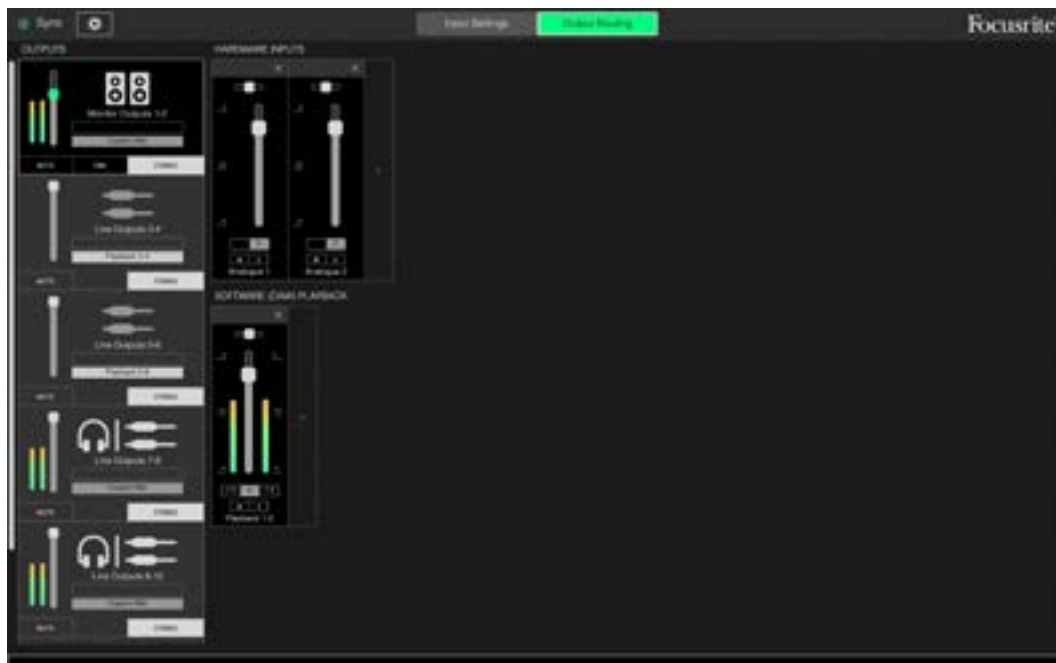 Sync
Input Settings
Output Routing
Focusrite
OUTPUTS
HARDWARE INPUTS
Monitor Outputs 1-2
Custom Mix
MUTE
DIM
STEREO
Line Outputs 3-4
Playback 3-4
MUTE
STEREO
Analogue 1
Analogue 2
SOFTWARE (DAW) PLAYBACK
Line Outputs 5-6
Playback 5-6
MUTE
STEREO
Line Outputs 7-8
Custom Mix
MUTE
STEREO
Playback 1-2
Line Outputs 9-10
Custom Mix
MUTE
STEREO